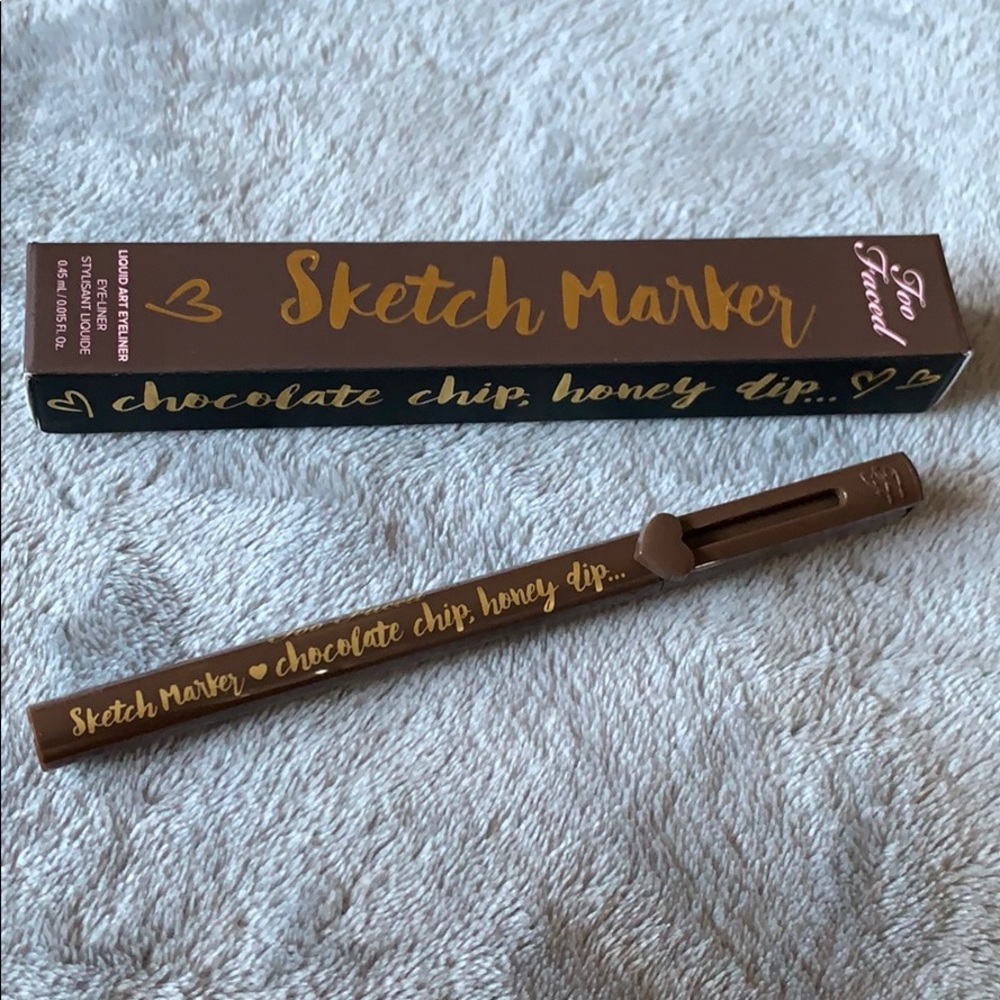 LIQUID ART EYELINER
EYE-LINER
STYLISANT LIQUIDE
0.45 mL / 0.015 Fl. Oz.
Sketch Marker
Too
Faced
chocolate chip, honey dip...
Sketch Marker ♥ chocolate chip, honey dip...